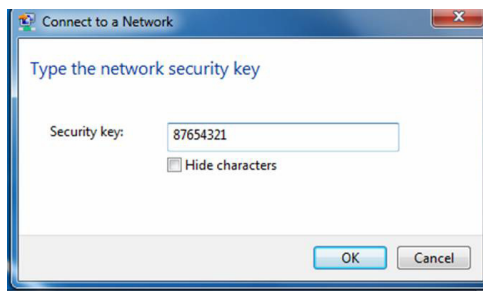 Connect to a Network
Type the network security key
Security key: 87654321
Hide characters
OK Cancel